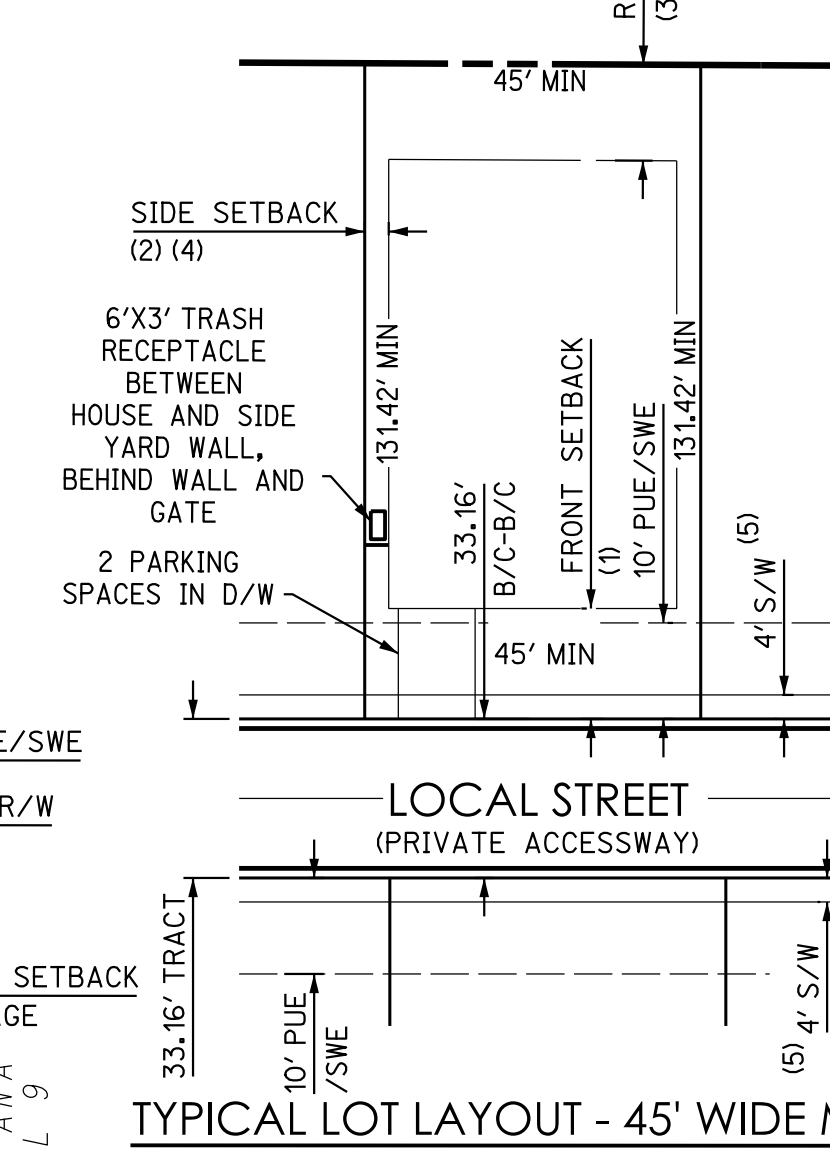 R
(3
45' MIN
SIDE SETBACK
(2) (4)
6'X3' TRASH
RECEPTACLE
BETWEEN
HOUSE AND SIDE
YARD WALL,
BEHIND WALL AND
GATE
2 PARKING
SPACES IN D/W
131.42' MIN
33.16'
B/C-B/C
FRONT SETBACK
(1)
10' PUE/SWE
131.42' MIN
4' S/W (5)
45' MIN
E/SWE
R/W
LOCAL STREET
(PRIVATE ACCESSWAY)
33.16' TRACT
SETBACK
GE
10' PUE
/SWE
(5) 4' S/W
ANA
L 9
TYPICAL LOT LAYOUT - 45' WIDE